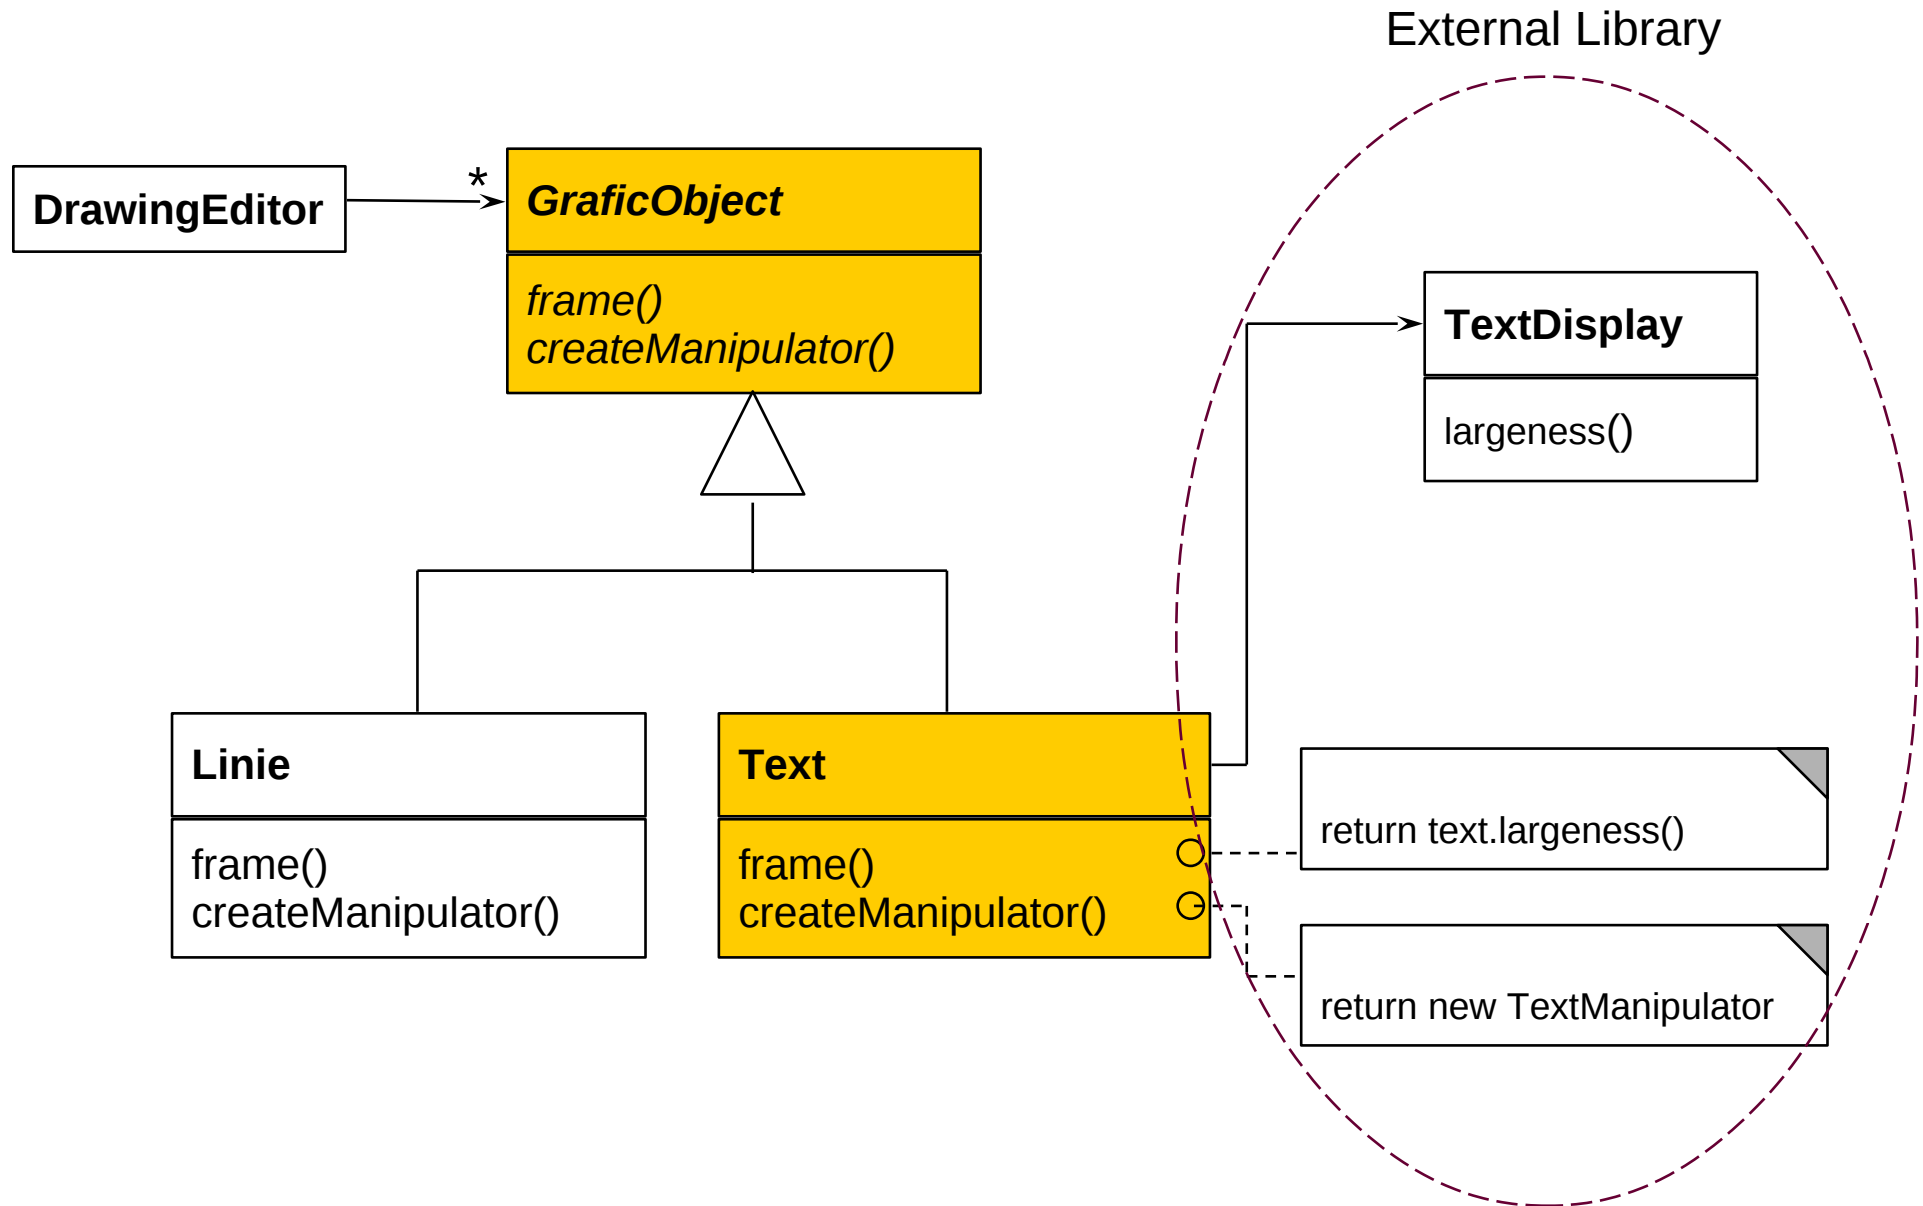 External Library
DrawingEditor
*
GraficObject
frame()
createManipulator()
TextDisplay
largeness()
Linie
frame()
createManipulator()
Text
frame()
createManipulator()
return text.largeness()
return new TextManipulator